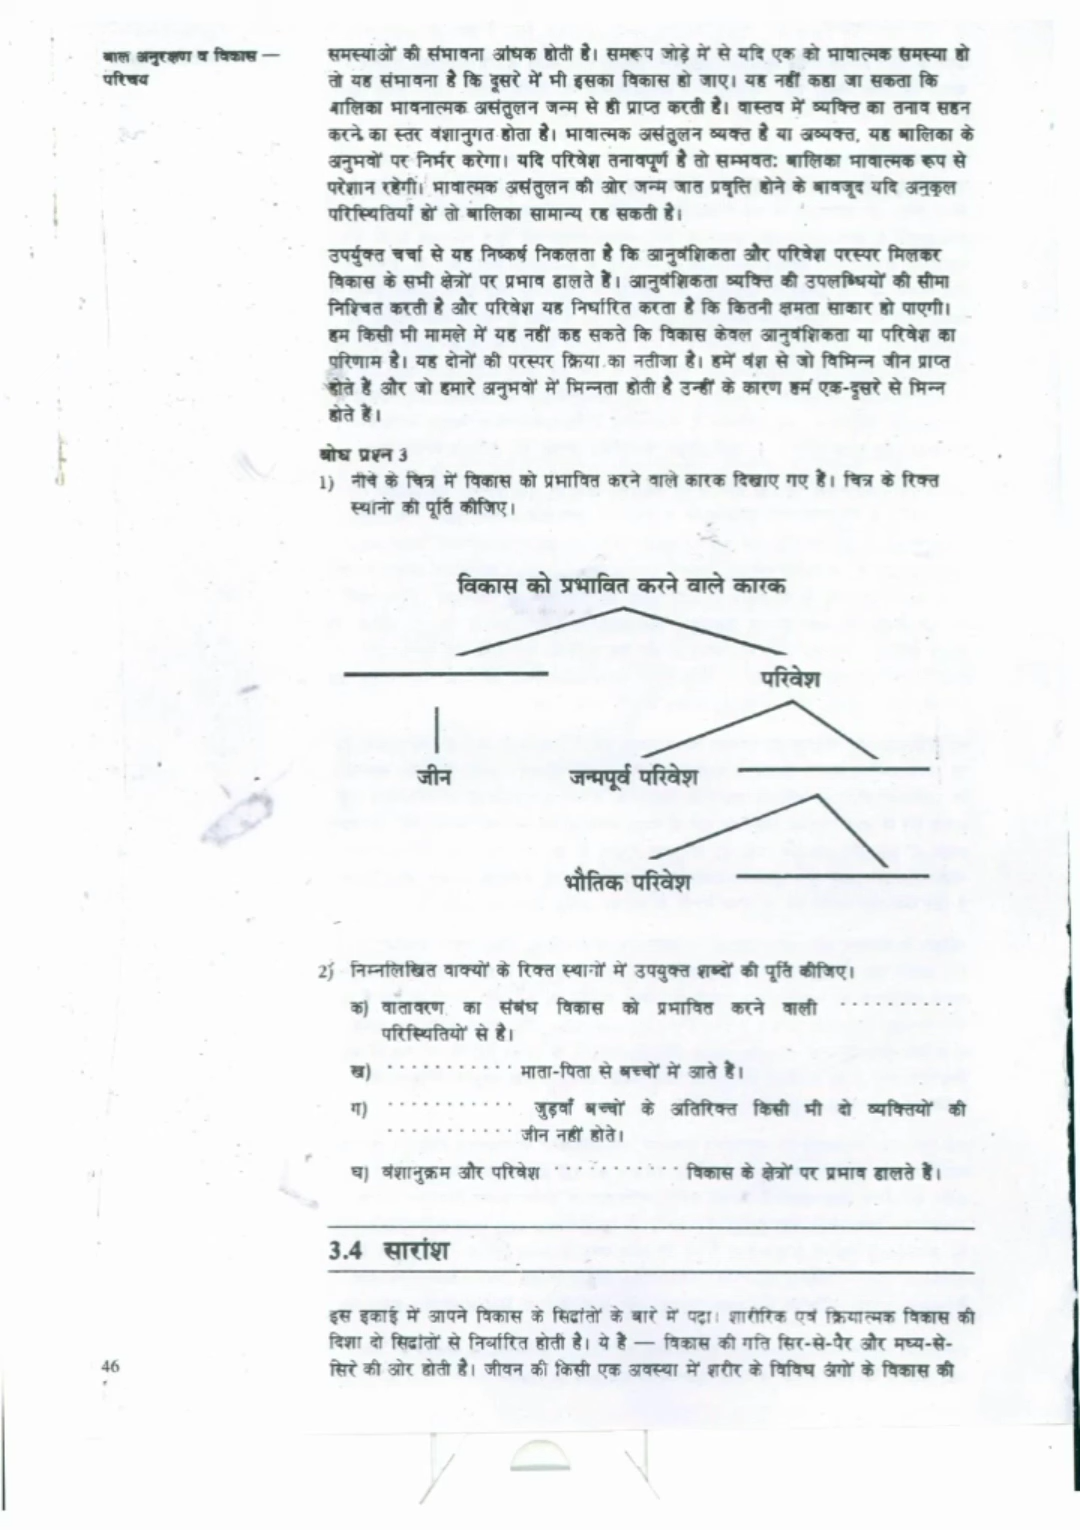 बाल अनुरक्षण व विकास —
परिचय
समस्याओं की संभावना अधिक होती है। समरूप जोड़े में से यदि एक को भावात्मक समस्या हो
तो यह संभावना है कि दूसरे में भी इसका विकास हो जाए। यह नहीं कहा जा सकता कि
बालिका भावनात्मक असंतुलन जन्म से ही प्राप्त करती है। वास्तव में व्यक्ति का तनाव सहन
करने का स्तर वंशानुगत होता है। भावात्मक असंतुलन व्यक्त है या अव्यक्त, यह बालिका के
अनुभवों पर निर्भर करेगा। यदि परिवेश तनावपूर्ण है तो सम्भवतः बालिका भावात्मक रूप से
परेशान रहेगी। भावात्मक असंतुलन की ओर जन्म जात प्रवृत्ति होने के बावजूद यदि अनुकूल
परिस्थितियाँ हों तो बालिका सामान्य रह सकती है।
उपर्युक्त चर्चा से यह निष्कर्ष निकलता है कि आनुवंशिकता और परिवेश परस्पर मिलकर
विकास के सभी क्षेत्रों पर प्रभाव डालते हैं। आनुवंशिकता व्यक्ति की उपलब्धियों की सीमा
निश्चित करती है और परिवेश यह निर्धारित करता है कि कितनी क्षमता साकार हो पाएगी।
हम किसी भी मामले में यह नहीं कह सकते कि विकास केवल आनुवंशिकता या परिवेश का
परिणाम है। यह दोनों की परस्पर क्रिया का नतीजा है। हमें वंश से जो विभिन्न जीन प्राप्त
होते हैं और जो हमारे अनुभवों में भिन्नता होती है उन्हीं के कारण हम एक-दूसरे से भिन्न
होते हैं।
बोध प्रश्न 3
1) नीचे के चित्र में विकास को प्रभावित करने वाले कारक दिखाए गए हैं। चित्र के रिक्त
स्थानों की पूर्ति कीजिए।
विकास को प्रभावित करने वाले कारक
परिवेश
जीन जन्मपूर्व परिवेश
भौतिक परिवेश
2) निम्नलिखित वाक्यों के रिक्त स्थानों में उपयुक्त शब्दों की पूर्ति कीजिए।
क) वातावरण का संबंध विकास को प्रभावित करने वाली ...........
परिस्थितियों से है।
ख) ............ माता-पिता से बच्चों में आते हैं।
ग) ............ जुड़वाँ बच्चों के अतिरिक्त किसी भी दो व्यक्तियों की
............ जीन नहीं होते।
घ) वंशानुक्रम और परिवेश ............ विकास के क्षेत्रों पर प्रभाव डालते हैं।
3.4 सारांश
इस इकाई में आपने विकास के सिद्धांतों के बारे में पढ़ा। शारीरिक एवं क्रियात्मक विकास की
दिशा दो सिद्धांतों से निर्धारित होती है। ये है — विकास की गति सिर-से-पैर और मध्य-से-
सिरे की ओर होती है। जीवन की किसी एक अवस्था में शरीर के विविध अंगों के विकास की
46